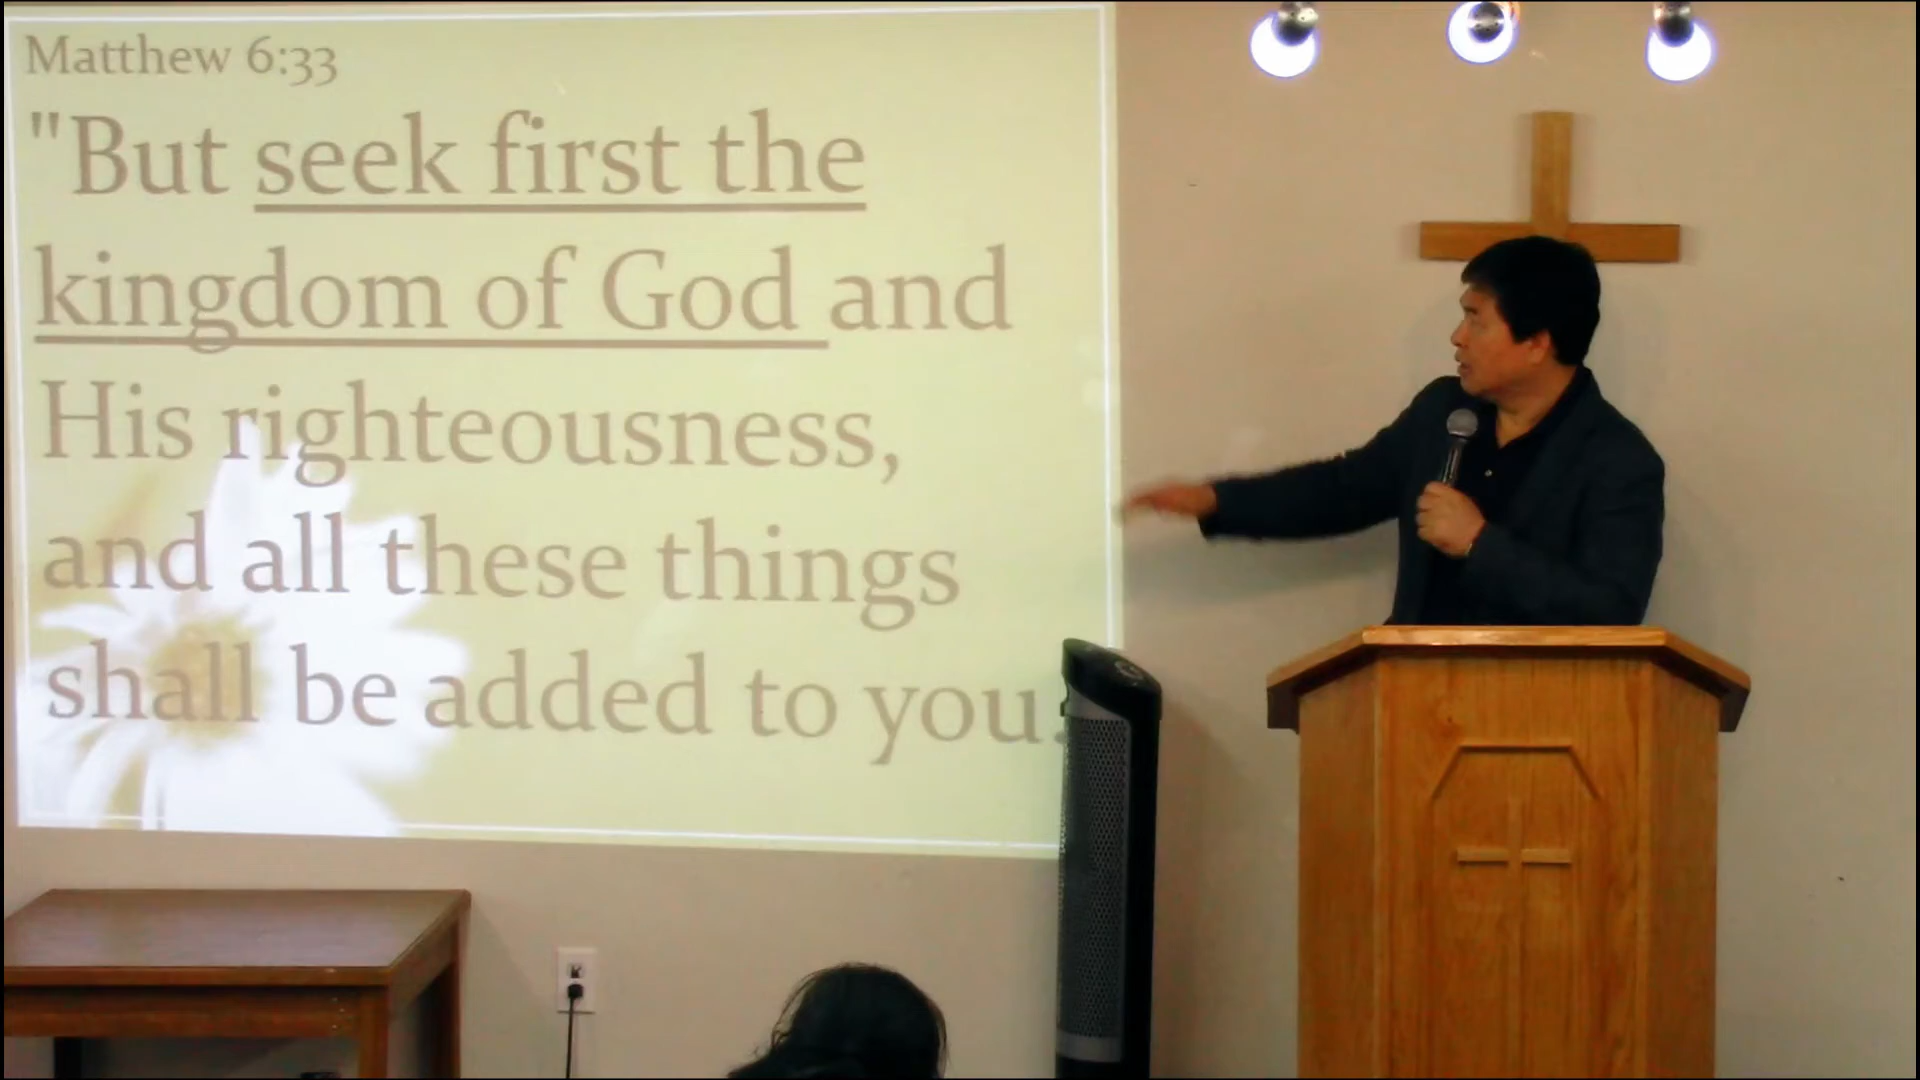 Matthew 6:33
"But seek first the
kingdom of God and
His righteousness,
and all these things
shall be added to you.